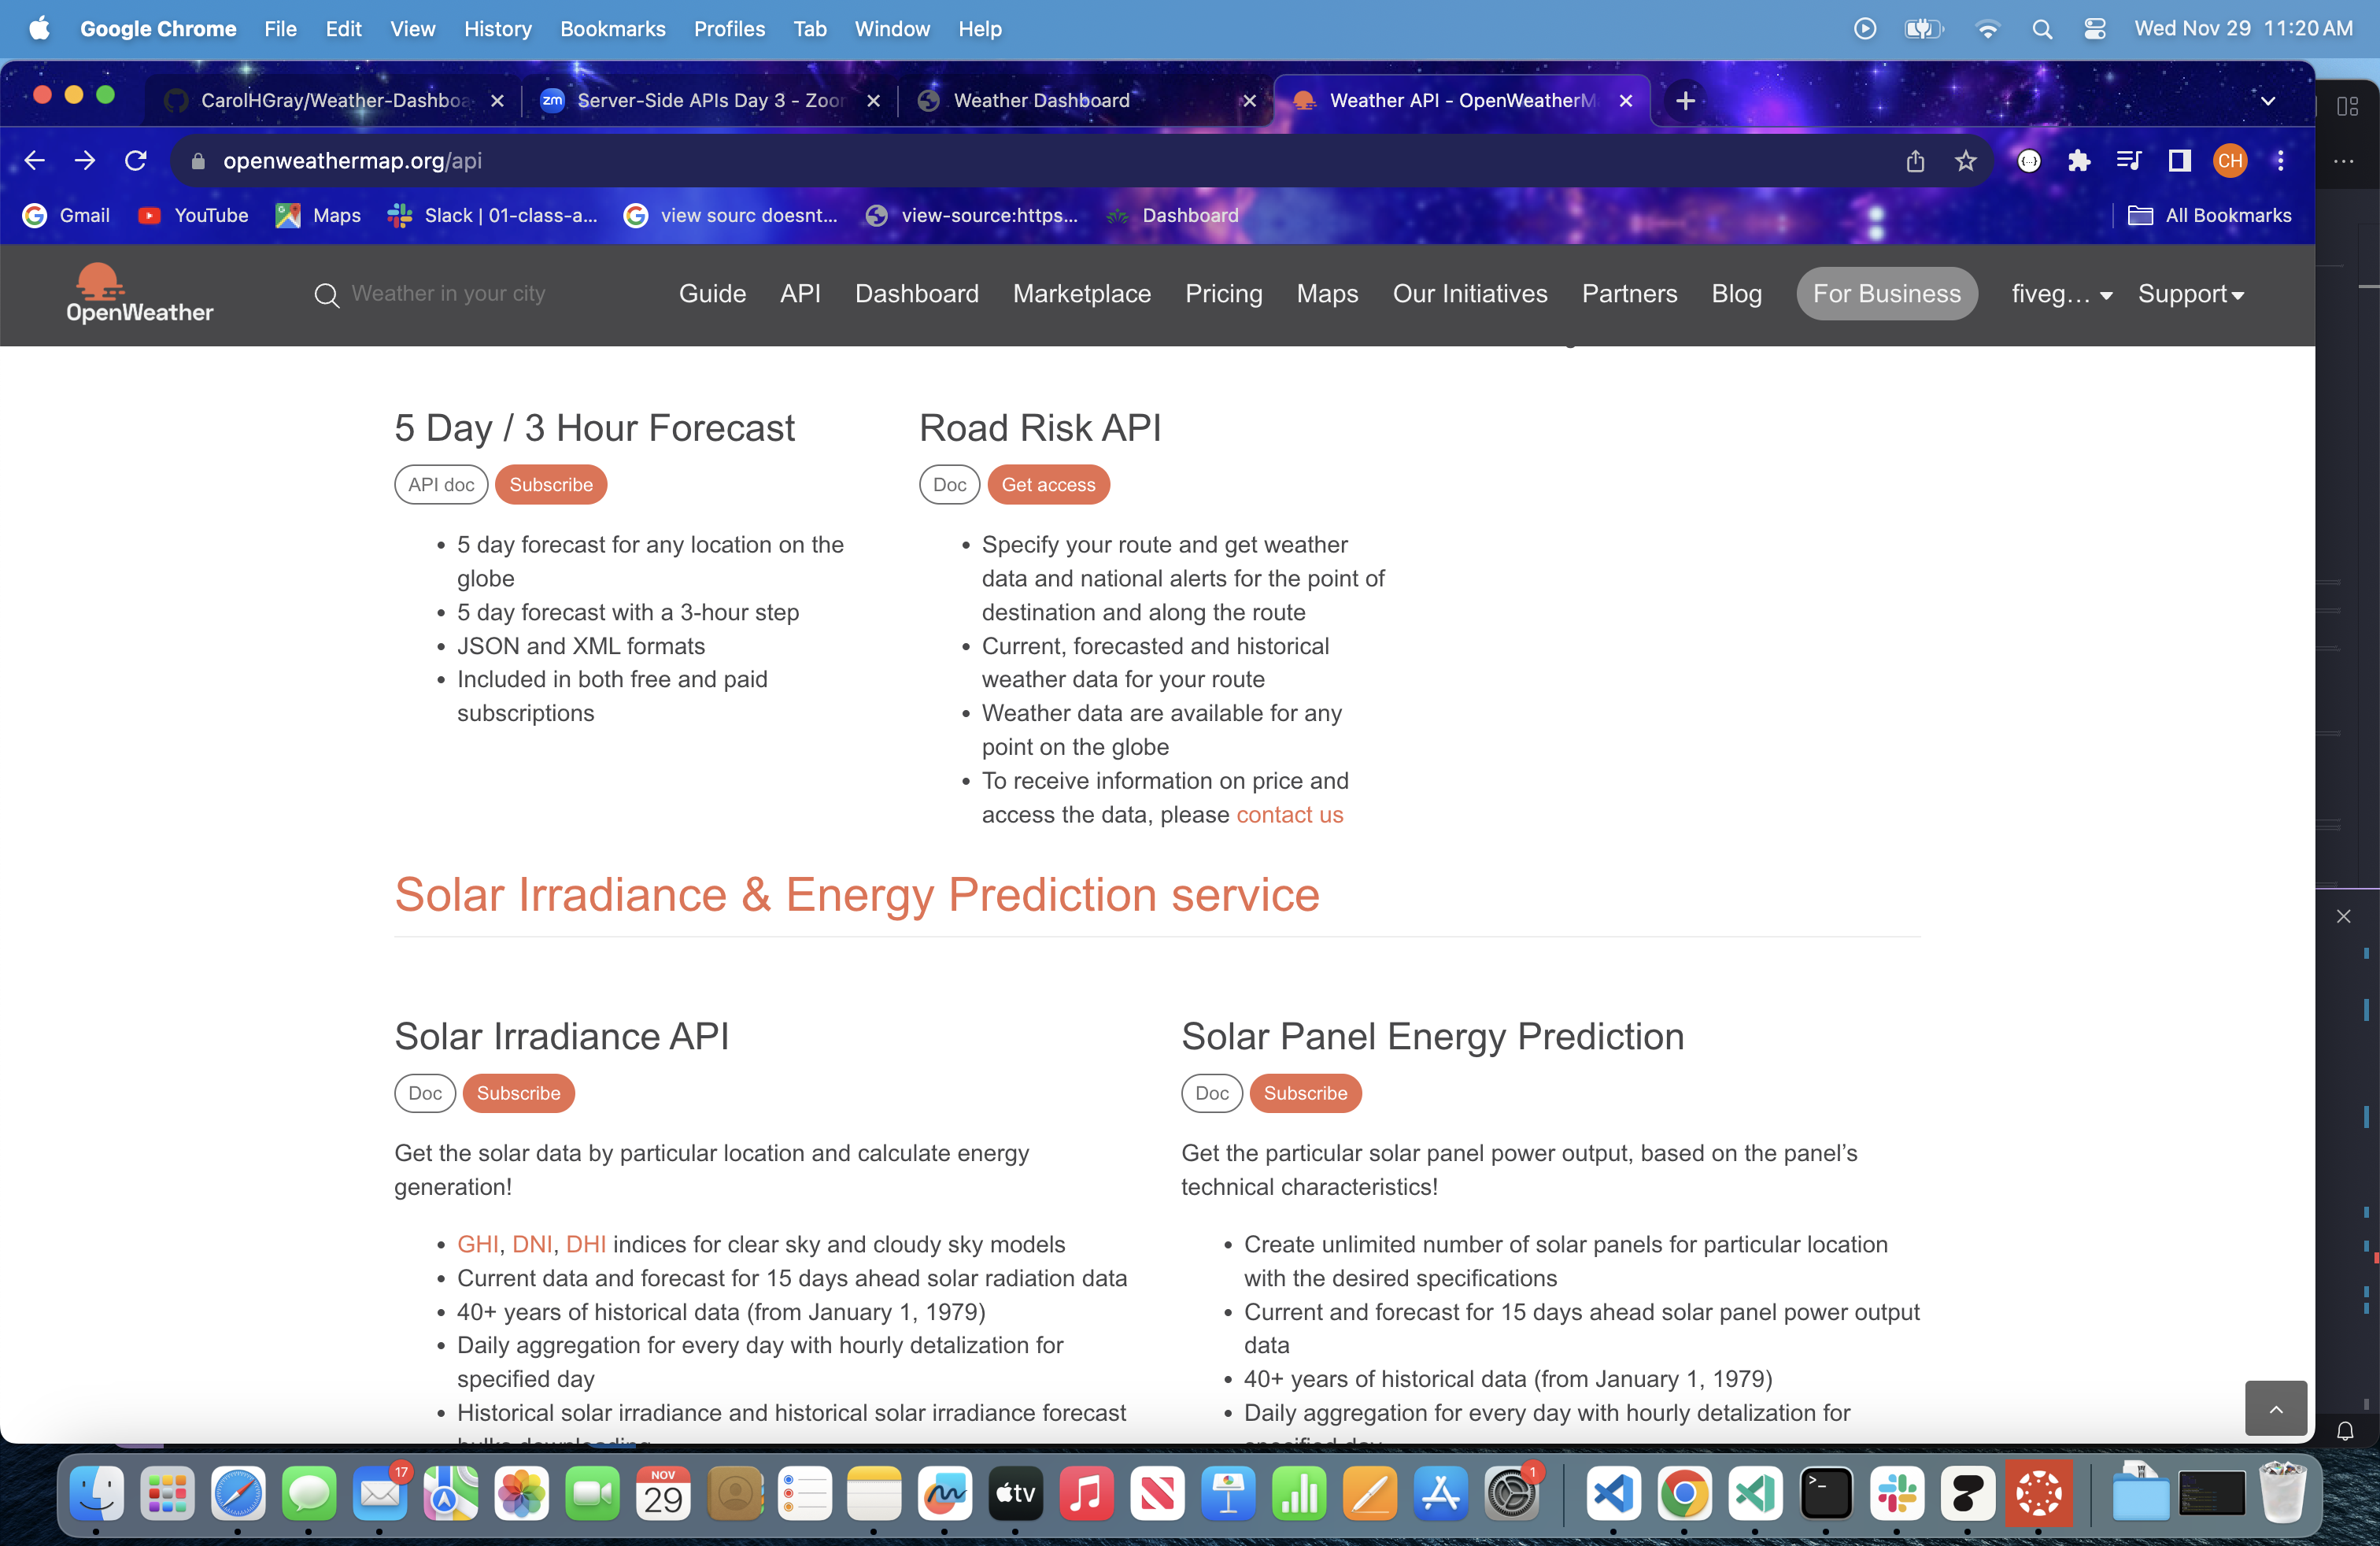 Google Chrome File Edit View History Bookmarks Profiles Tab Window Help Wed Nov 29 11:20 AM
CarolHGray/Weather-Dashboa Server-Side APIs Day 3 - Zoor Weather Dashboard Weather API - OpenWeatherM
openweathermap.org/api CH
Gmail YouTube Maps Slack | 01-class-a... view sourc doesnt... view-source:https... Dashboard All Bookmarks
OpenWeather Weather in your city Guide API Dashboard Marketplace Pricing Maps Our Initiatives Partners Blog For Business fiveg... Support
5 Day / 3 Hour Forecast
API doc Subscribe
5 day forecast for any location on the
globe
5 day forecast with a 3-hour step
JSON and XML formats
Included in both free and paid
subscriptions
Road Risk API
Doc Get access
Specify your route and get weather
data and national alerts for the point of
destination and along the route
Current, forecasted and historical
weather data for your route
Weather data are available for any
point on the globe
To receive information on price and
access the data, please contact us
Solar Irradiance & Energy Prediction service
Solar Irradiance API
Doc Subscribe
Get the solar data by particular location and calculate energy
generation!
GHI, DNI, DHI indices for clear sky and cloudy sky models
Current data and forecast for 15 days ahead solar radiation data
40+ years of historical data (from January 1, 1979)
Daily aggregation for every day with hourly detalization for
specified day
Historical solar irradiance and historical solar irradiance forecast
bulks downloading
Solar Panel Energy Prediction
Doc Subscribe
Get the particular solar panel power output, based on the panel's
technical characteristics!
Create unlimited number of solar panels for particular location
with the desired specifications
Current and forecast for 15 days ahead solar panel power output
data
40+ years of historical data (from January 1, 1979)
Daily aggregation for every day with hourly detalization for
specified day
17 NOV 29 tv 1